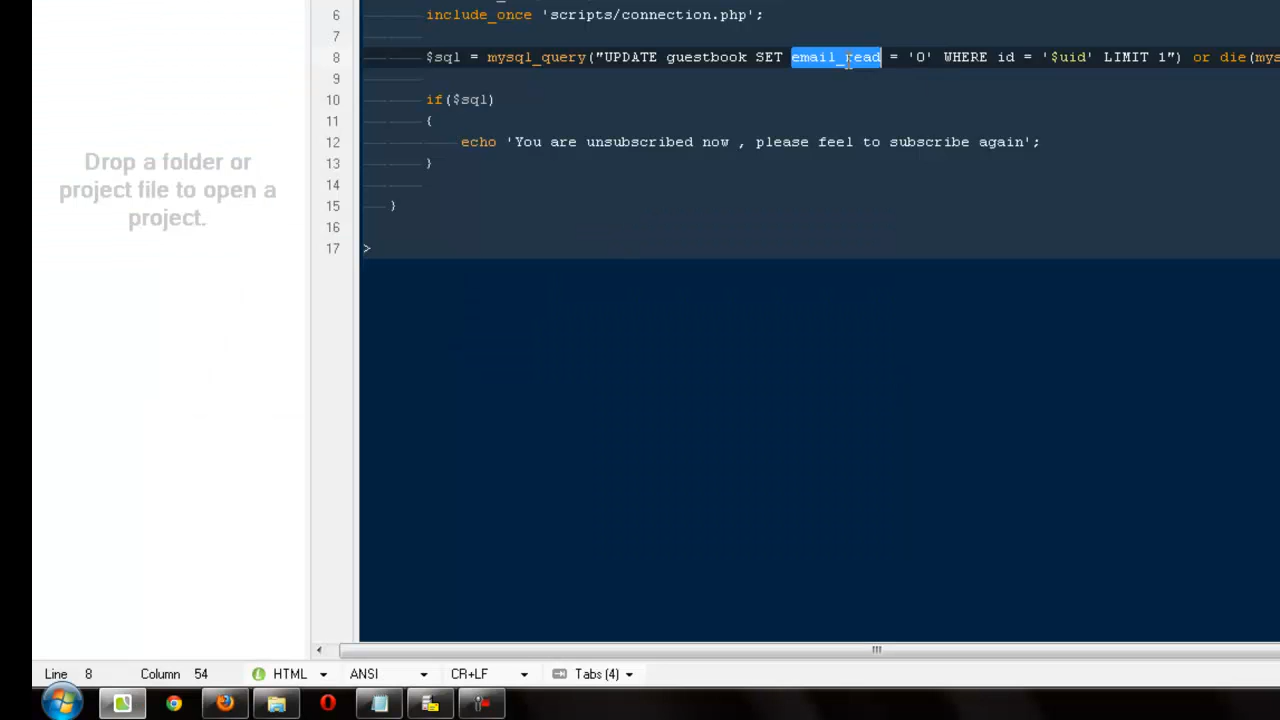 6 include_once 'scripts/connection.php';
7
8 $sql = mysql_query("UPDATE guestbook SET email_read = '0' WHERE id = '$uid' LIMIT 1") or die(mys
9
10 if($sql)
11 {
12 echo 'You are unsubscribed now , please feel to subscribe again';
13 }
14
15 }
16
17 >
Drop a folder or
project file to open a
project.
Line 8 Column 54 HTML ANSI CR+LF Tabs (4)